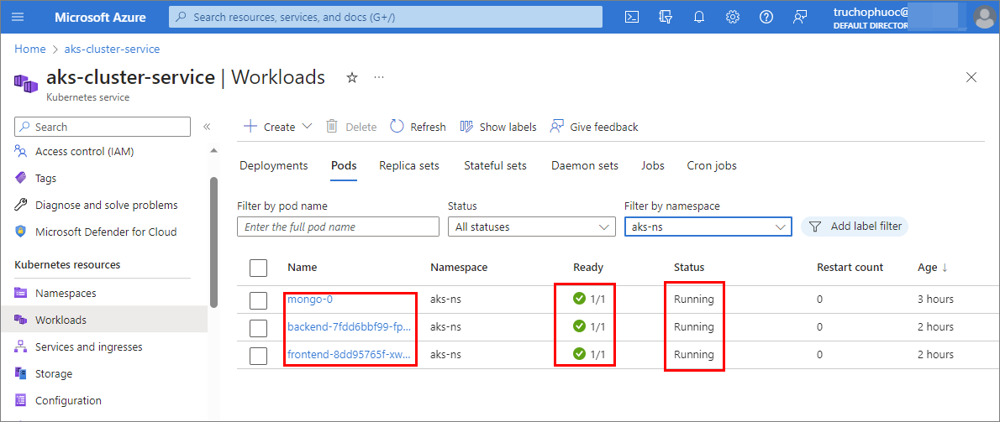 Microsoft Azure
Search resources, services, and docs (G+/)
truchophuoc@
DEFAULT DIRECTOR
Home > aks-cluster-service
aks-cluster-service | Workloads
Kubernetes service
Search
Create
Delete
Refresh
Show labels
Give feedback
Access control (IAM)
Tags
Diagnose and solve problems
Microsoft Defender for Cloud
Kubernetes resources
Namespaces
Workloads
Services and ingresses
Storage
Configuration
Deployments Pods Replica sets Stateful sets Daemon sets Jobs Cron jobs
Filter by pod name Status Filter by namespace
Enter the full pod name All statuses aks-ns Add label filter
Name Namespace Ready Status Restart count Age ↓
mongo-0 aks-ns 1/1 Running 0 3 hours
backend-7fdd6bbf99-fp... aks-ns 1/1 Running 0 2 hours
frontend-8dd95765f-xw... aks-ns 1/1 Running 0 2 hours